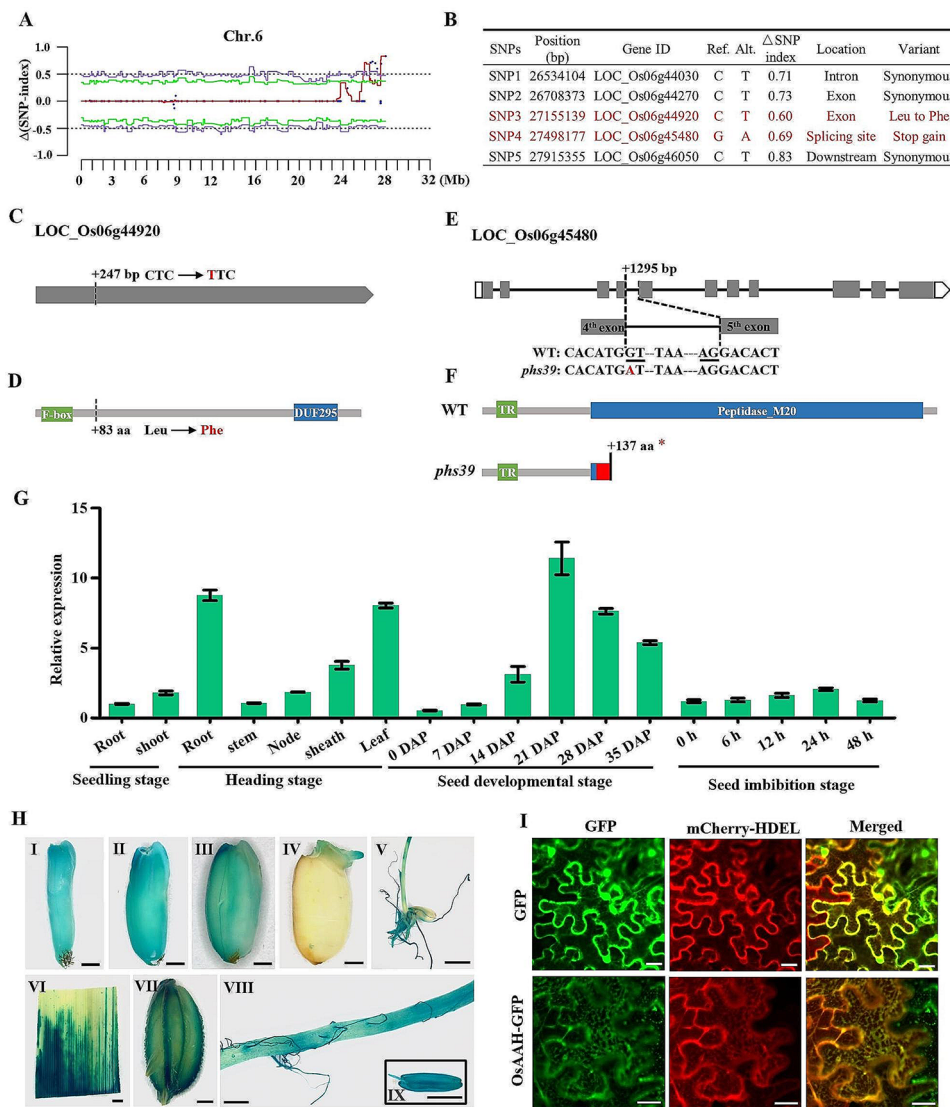 A
Chr.6
Δ(SNP-index)
1.0
0.5
0.0
-0.5
-1.0
0 3 6 9 12 15 18 21 24 26 28 32 (Mb)
B
SNPs Position (bp) Gene ID Ref. Alt. △SNP index Location Variant
SNP1 26534104 LOC_Os06g44030 C T 0.71 Intron Synonymou
SNP2 26708373 LOC_Os06g44270 C T 0.73 Exon Synonymou
SNP3 27155139 LOC_Os06g44920 C T 0.60 Exon Leu to Phe
SNP4 27498177 LOC_Os06g45480 G A 0.69 Splicing site Stop gain
SNP5 27915355 LOC_Os06g46050 C T 0.83 Downstream Synonymou
C
LOC_Os06g44920
+247 bp CTC → TTC
D
F-box
DUF295
+83 aa Leu → Phe
E
LOC_Os06g45480
+1295 bp
4th exon
5th exon
WT: CACATGGT--TAA---AGGACACT
phs39: CACATGAT--TAA---AGGACACT
F
WT
TR
Peptidase_M20
+137 aa *
phs39
TR
G
Relative expression
15
10
5
0
Root
shoot
Root
stem
Node
sheath
Leaf
0 DAP
7 DAP
14 DAP
21 DAP
28 DAP
35 DAP
0 h
6 h
12 h
24 h
48 h
Seedling stage
Heading stage
Seed developmental stage
Seed imbibition stage
H
I
II
III
IV
V
VI
VII
VIII
IX
I
GFP
mCherry-HDEL
Merged
GFP
OsAAH-GFP